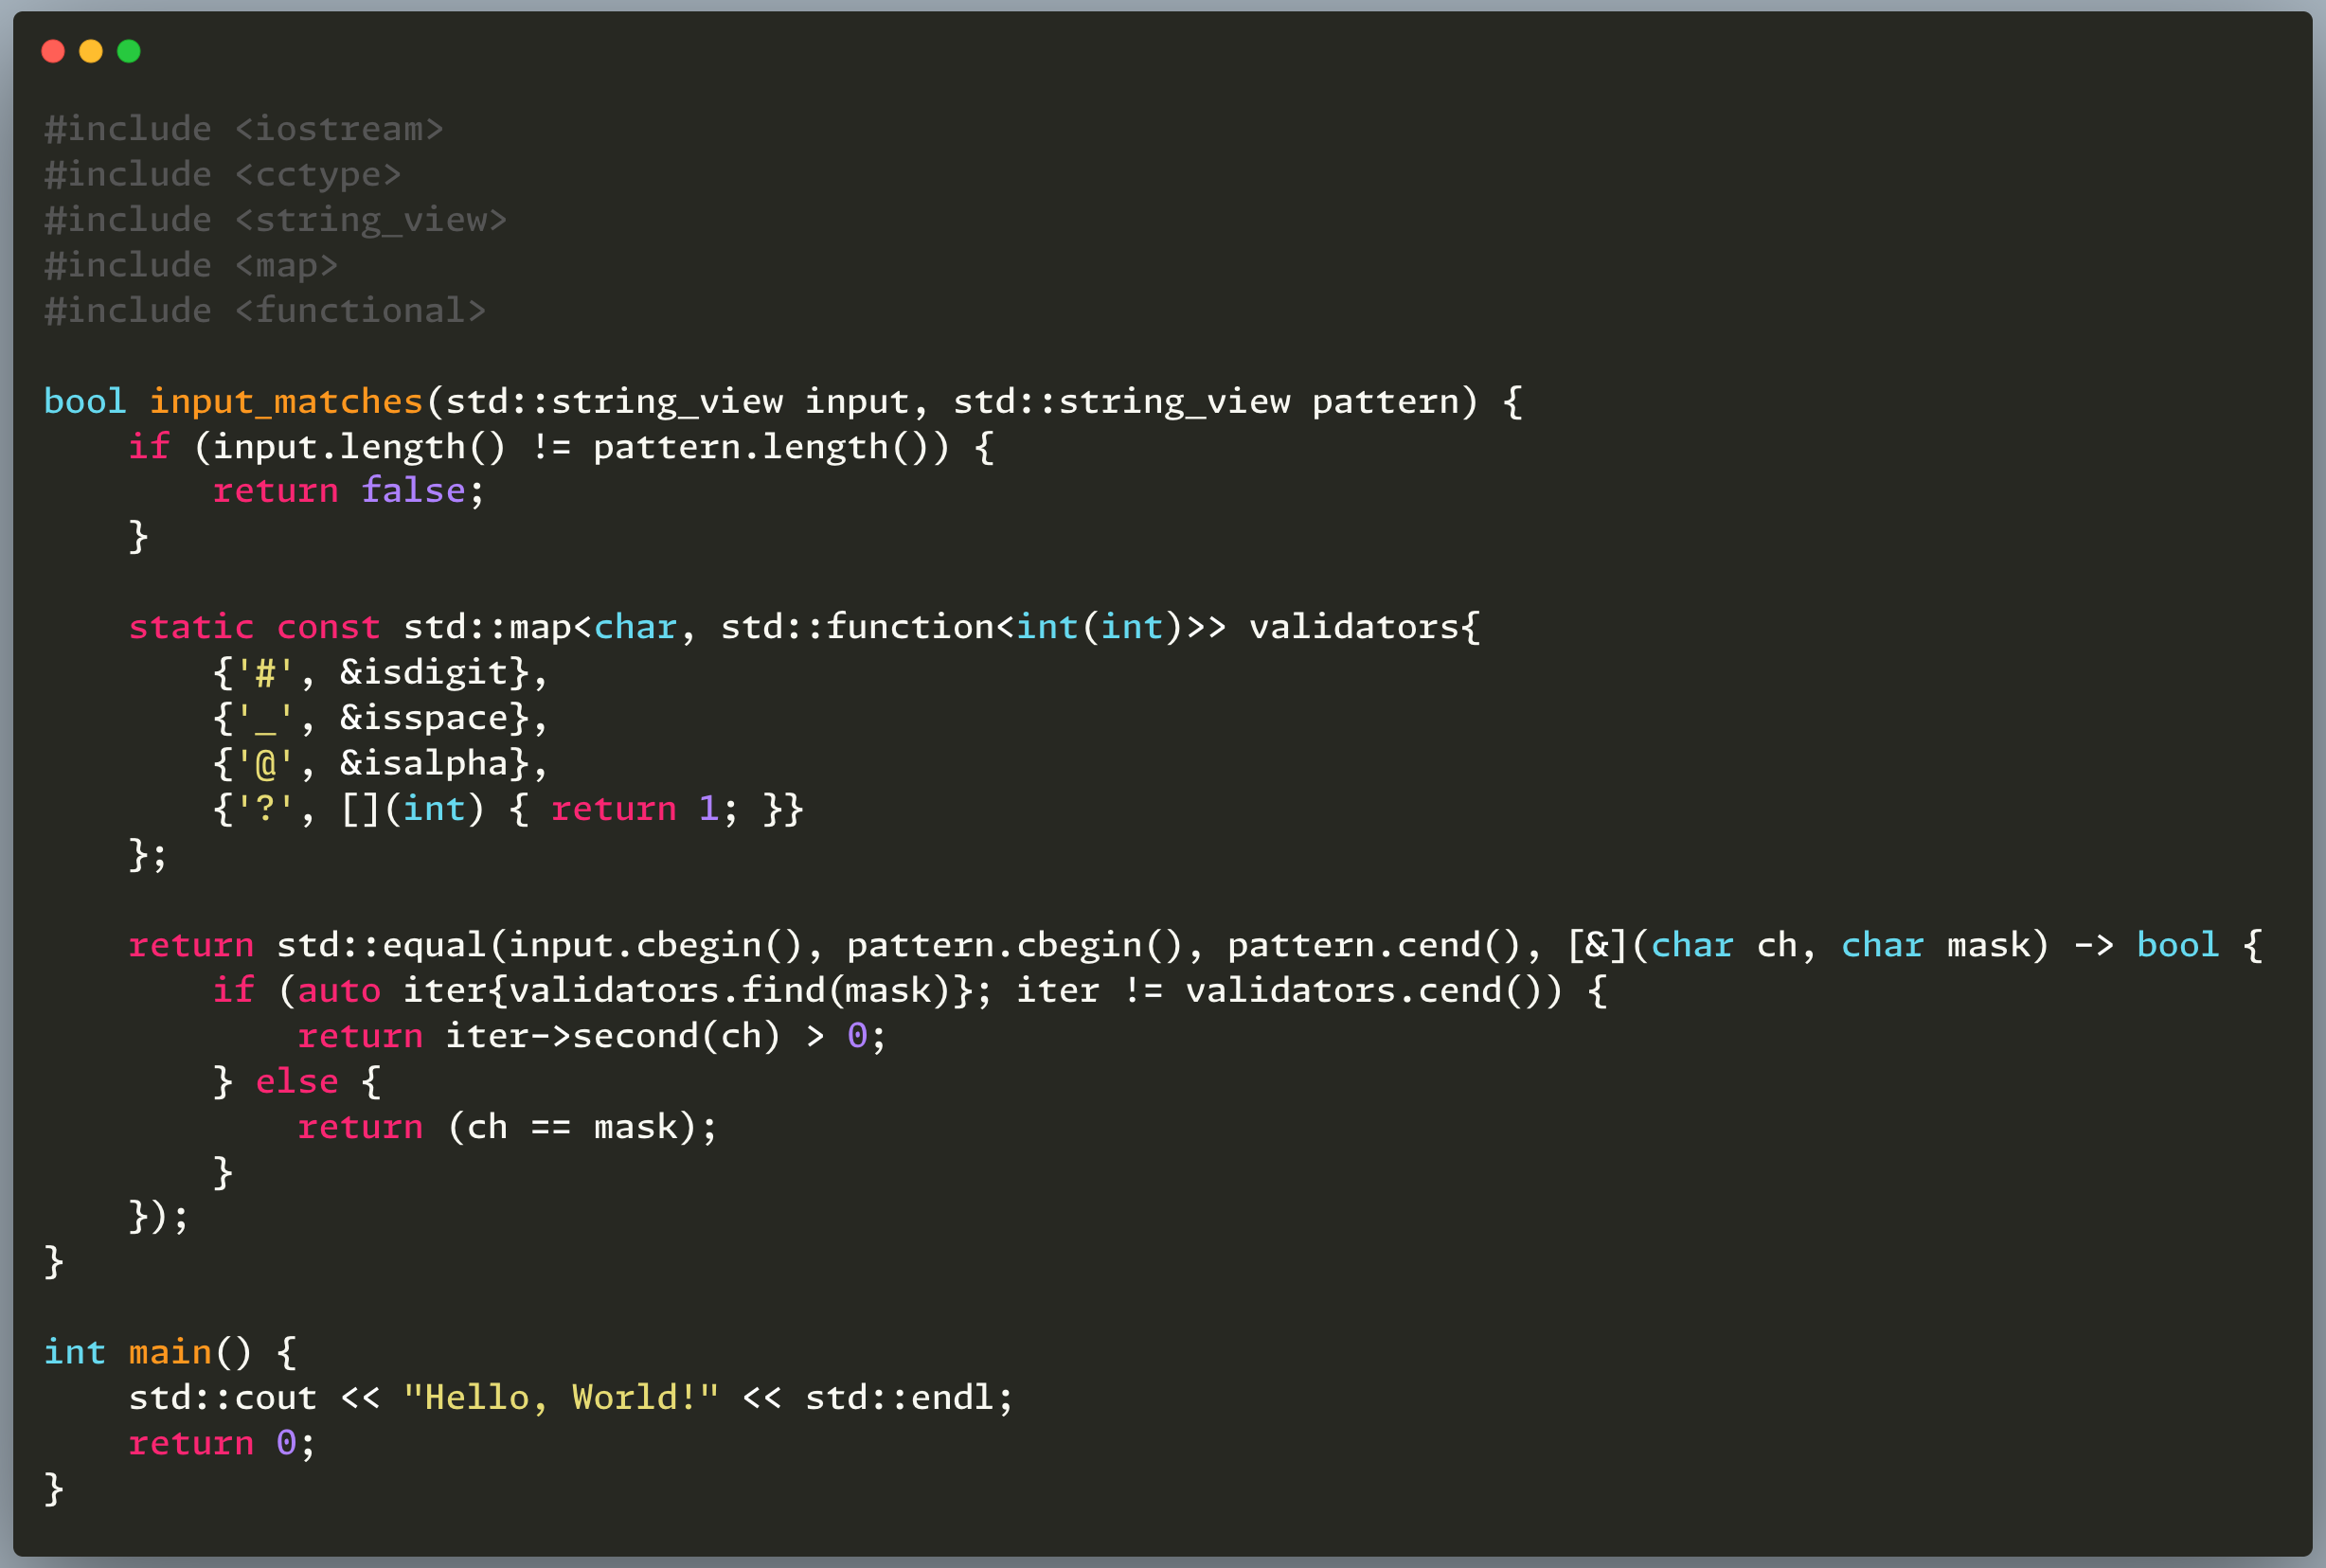 #include <iostream>
#include <cctype>
#include <string_view>
#include <map>
#include <functional>

bool input_matches(std::string_view input, std::string_view pattern) {
    if (input.length() != pattern.length()) {
        return false;
    }

    static const std::map<char, std::function<int(int)>> validators{
        {'#', &isdigit},
        {'_', &isspace},
        {'@', &isalpha},
        {'?', [](int) { return 1; }}
    };

    return std::equal(input.cbegin(), pattern.cbegin(), pattern.cend(), [&](char ch, char mask) -> bool {
        if (auto iter{validators.find(mask)}; iter != validators.cend()) {
            return iter->second(ch) > 0;
        } else {
            return (ch == mask);
        }
    });
}

int main() {
    std::cout << "Hello, World!" << std::endl;
    return 0;
}